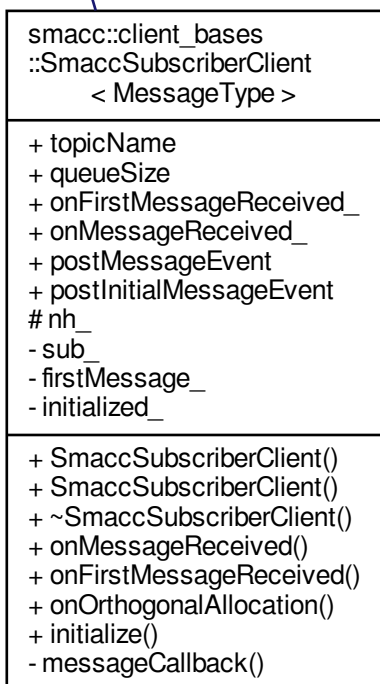 smacc::client_bases
::SmaccSubscriberClient
< MessageType >
+ topicName
+ queueSize
+ onFirstMessageReceived_
+ onMessageReceived_
+ postMessageEvent
+ postInitialMessageEvent
# nh_
- sub_
- firstMessage_
- initialized_
+ SmaccSubscriberClient()
+ SmaccSubscriberClient()
+ ~SmaccSubscriberClient()
+ onMessageReceived()
+ onFirstMessageReceived()
+ onOrthogonalAllocation()
+ initialize()
- messageCallback()